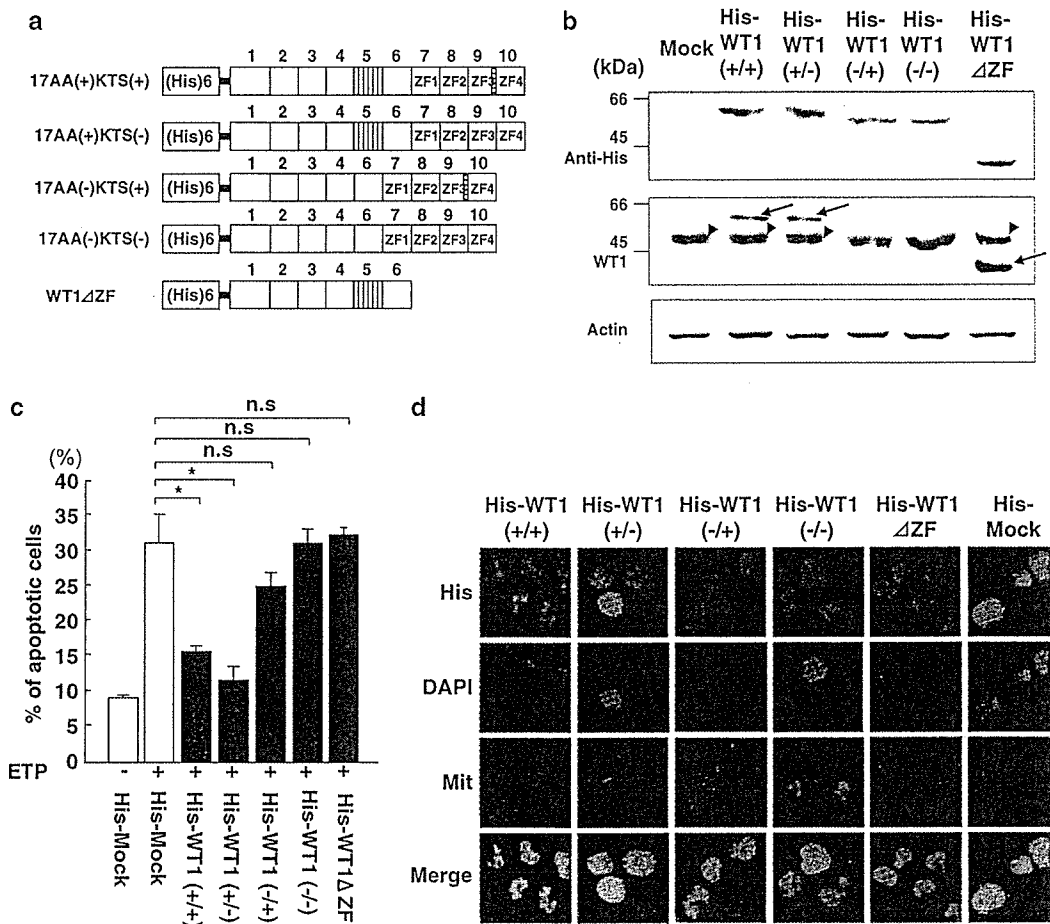 a
1 2 3 4 5 6 7 8 9 10
17AA(+)KTS(+) (His)6 ZF1 ZF2 ZF3 ZF4
1 2 3 4 5 6 7 8 9 10
17AA(+)KTS(-) (His)6 ZF1 ZF2 ZF3 ZF4
1 2 3 4 6 7 8 9 10
17AA(-)KTS(+) (His)6 ZF1 ZF2 ZF3 ZF4
1 2 3 4 6 7 8 9 10
17AA(-)KTS(-) (His)6 ZF1 ZF2 ZF3 ZF4
1 2 3 4 5 6
WT1⊿ZF (His)6
b
(kDa)
Mock
His-
WT1
(+/+)
His-
WT1
(+/-)
His-
WT1
(-/+)
His-
WT1
(-/-)
His-
WT1
⊿ZF
66
45
Anti-His
66
45
WT1
Actin
c
n.s
n.s
n.s
*
*
(%)
40
35
30
25
20
15
10
5
0
% of apoptotic cells
ETP - + + + + + +
His-Mock
His-Mock
His-WT1 (+/+)
His-WT1 (+/-)
His-WT1 (-/+)
His-WT1 (-/-)
His-WT1Δ ZF
d
His-WT1
(+/+)
His-WT1
(+/-)
His-WT1
(-/+)
His-WT1
(-/-)
His-WT1
⊿ZF
His-
Mock
His
DAPI
Mit
Merge